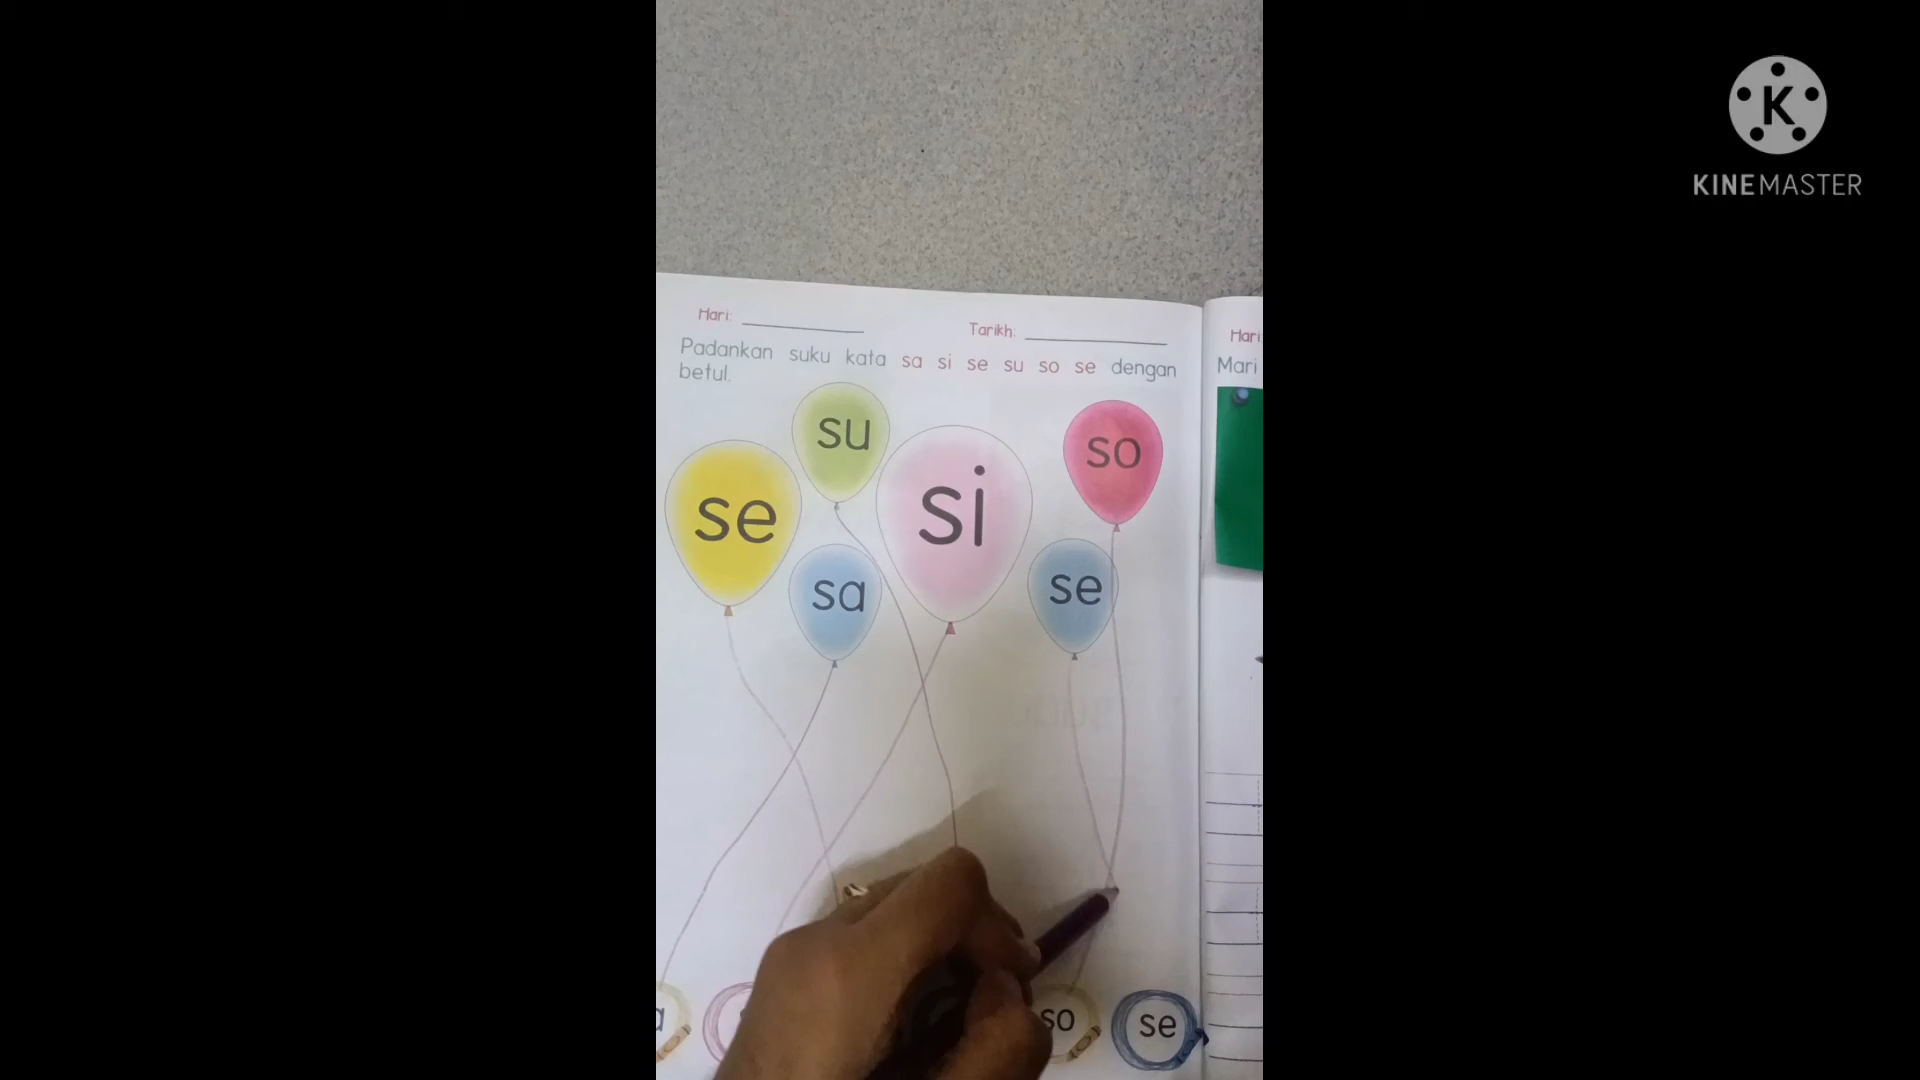 K
KINEMASTER
Hari:
Tarikh:
Padankan suku kata sa si se su so se dengan
betul.
su
so
se
si
sa
se
so
se
Hari
Mari